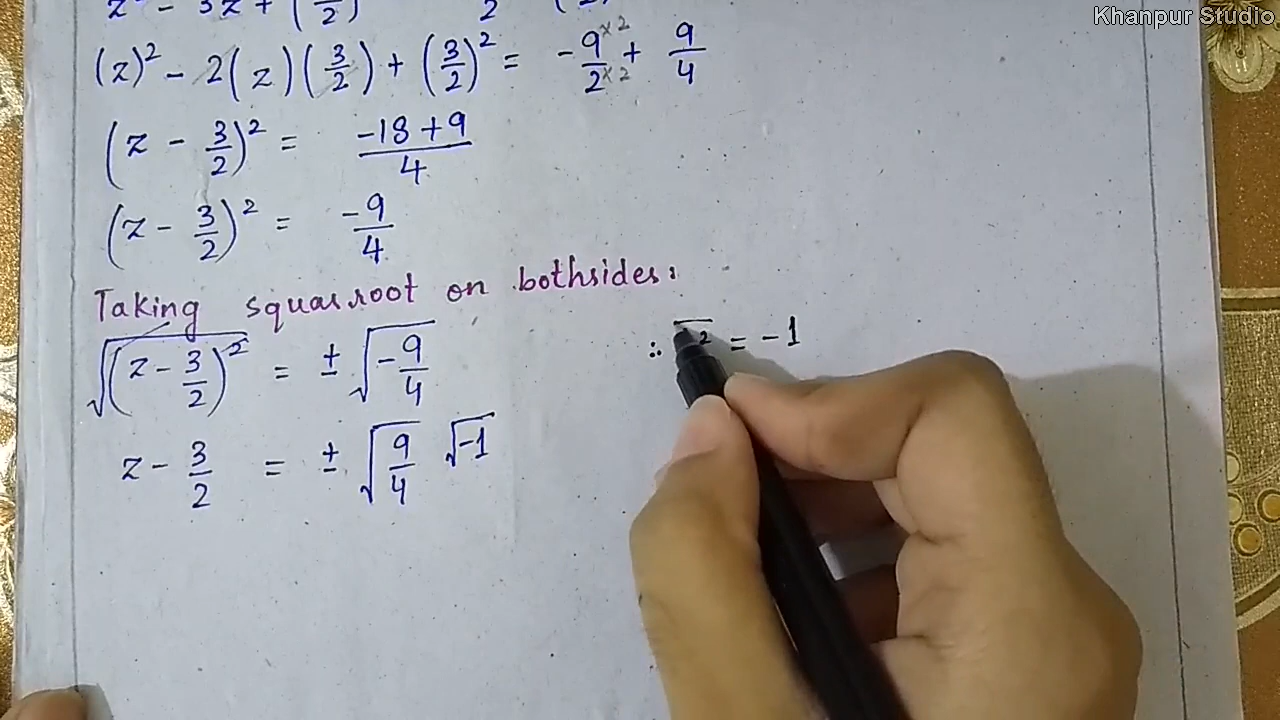 Khanpur Studio
(z)² - 2(z)(3/2) + (3/2)² = -9×2/2×2 + 9/4
(z - 3/2)² = -18+9/4
(z - 3/2)² = -9/4
Taking squasroot on bothsides:
√(z - 3/2)² = ± √-9/4
z - 3/2 = ± √9/4 √-1
∴ ² = -1